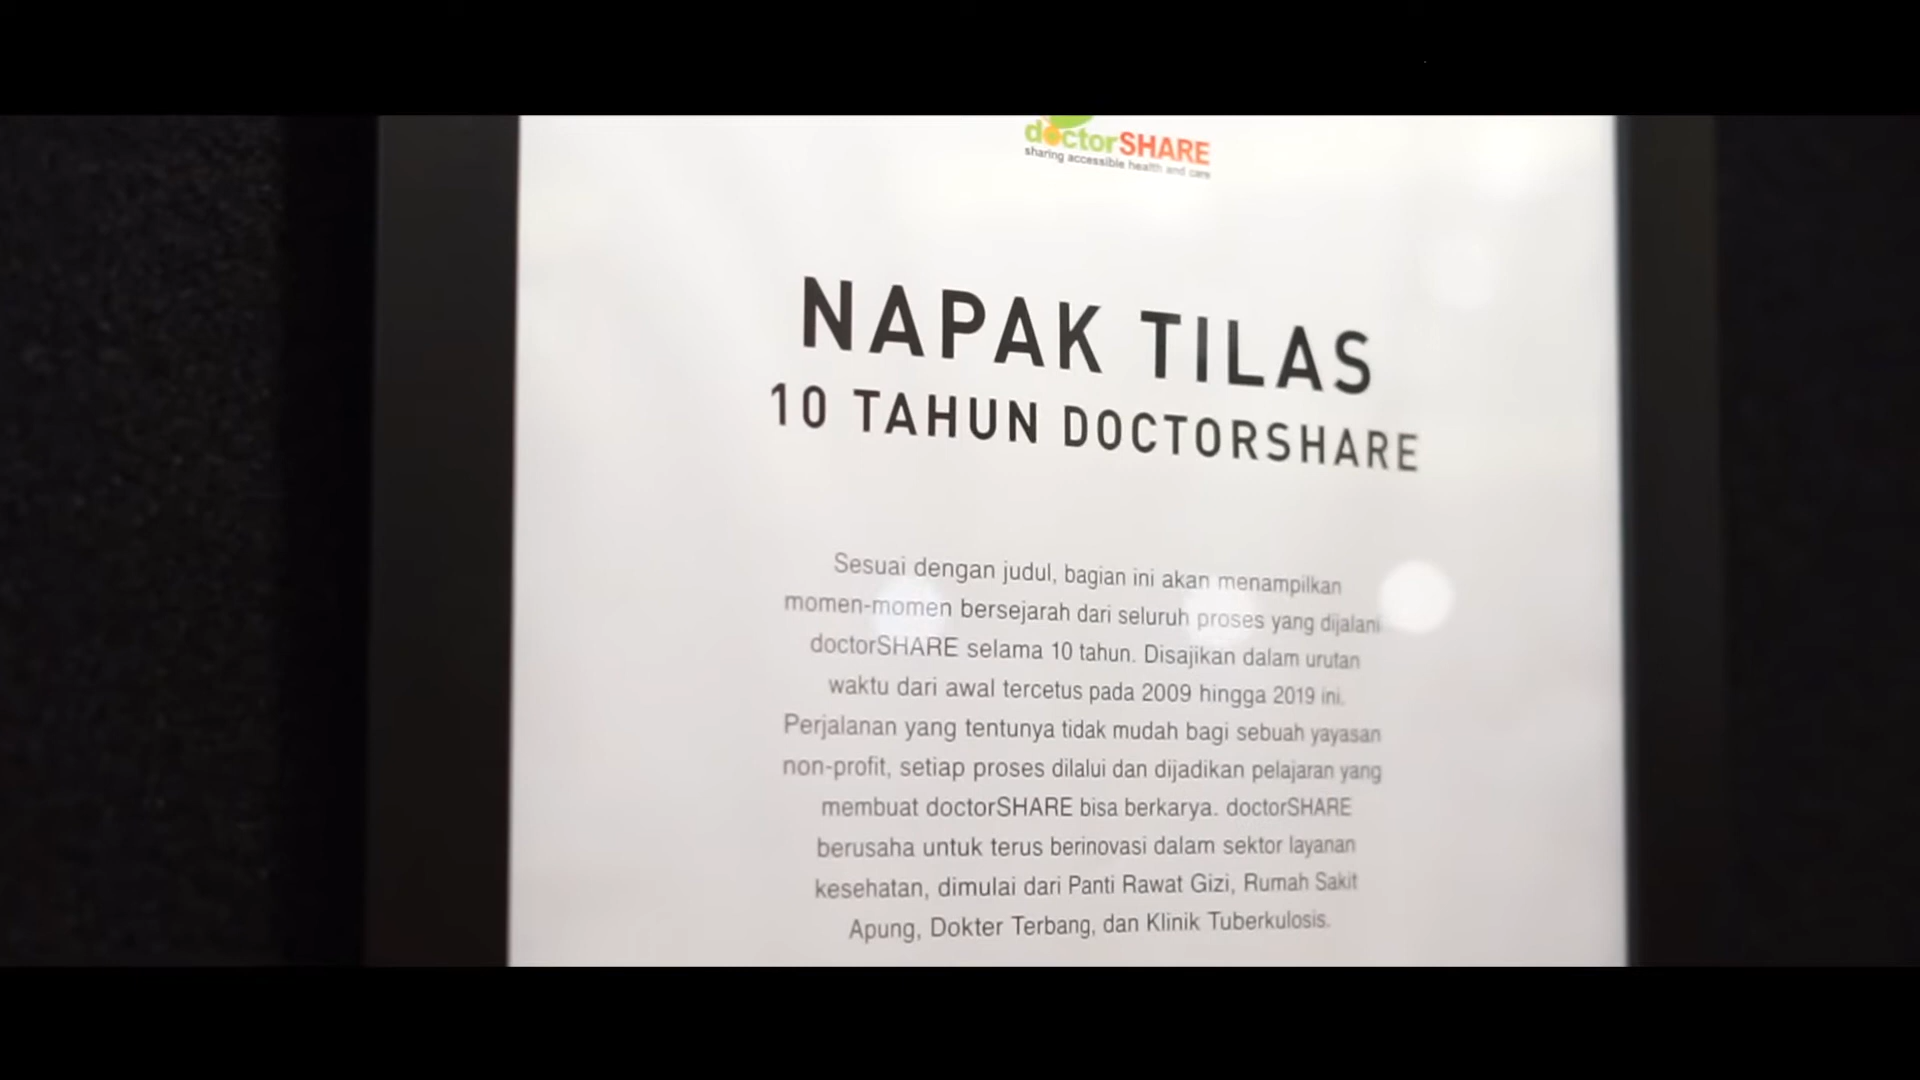 doctorSHARE
sharing accessible health and care
NAPAK TILAS
10 TAHUN DOCTORSHARE
Sesuai dengan judul, bagian ini akan menampilkan
momen-momen bersejarah dari seluruh proses yang dijalani
doctorSHARE selama 10 tahun. Disajikan dalam urutan
waktu dari awal tercetus pada 2009 hingga 2019 ini.
Perjalanan yang tentunya tidak mudah bagi sebuah yayasan
non-profit, setiap proses dilalui dan dijadikan pelajaran yang
membuat doctorSHARE bisa berkarya. doctorSHARE
berusaha untuk terus berinovasi dalam sektor layanan
kesehatan, dimulai dari Panti Rawat Gizi, Rumah Sakit
Apung, Dokter Terbang, dan Klinik Tuberkulosis.